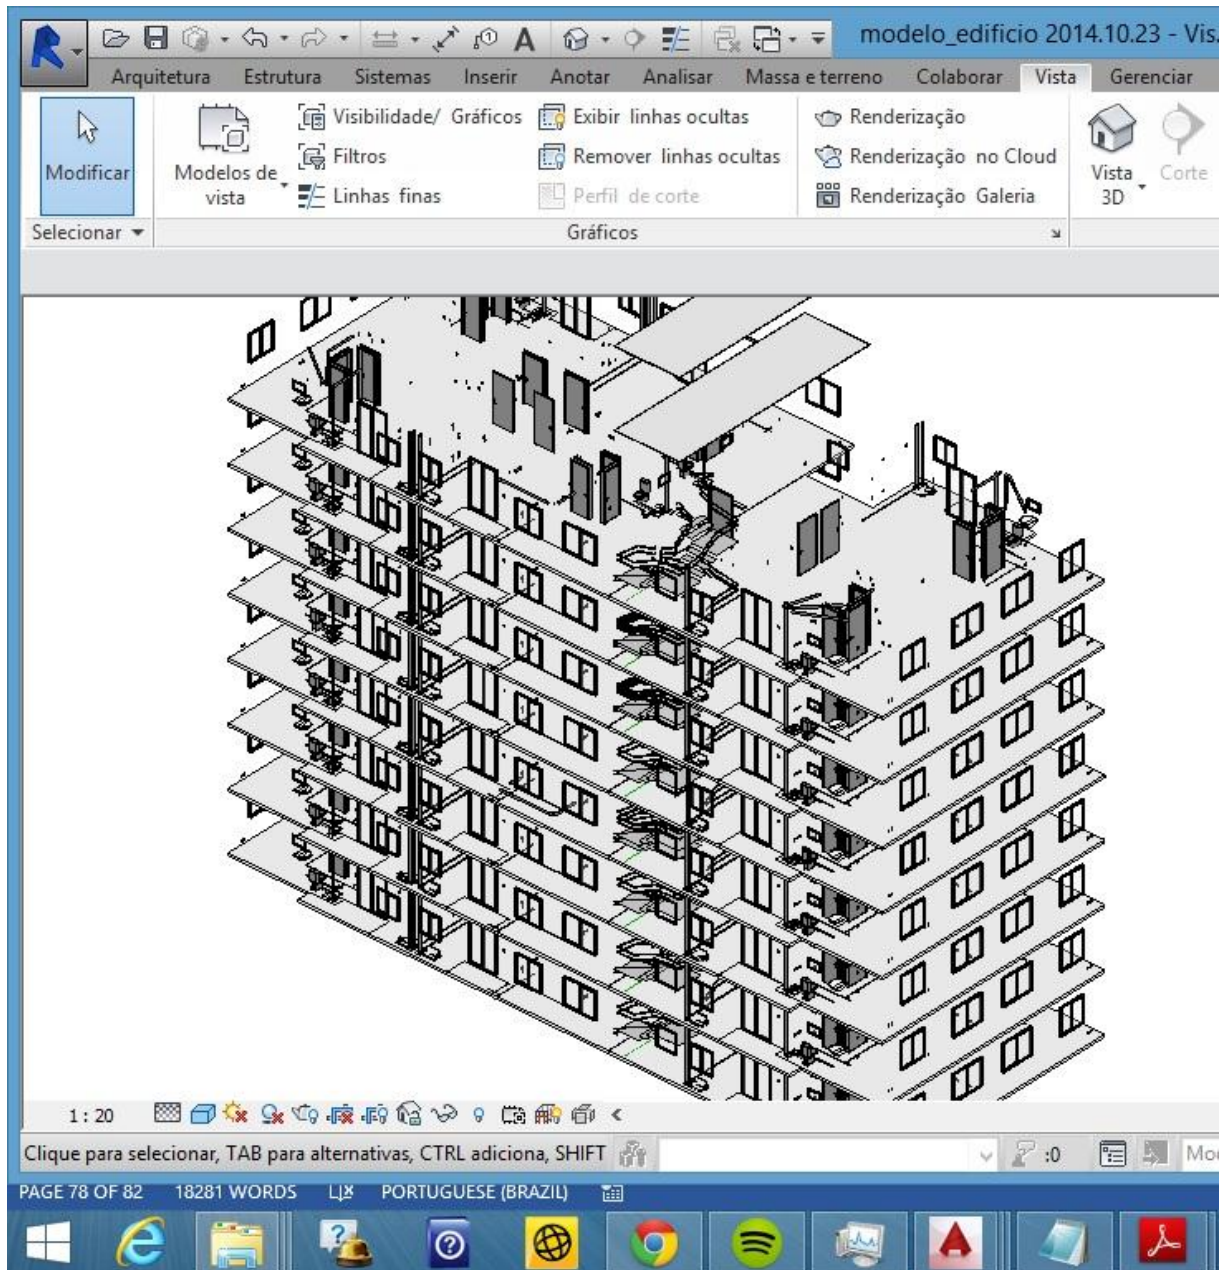 modelo_edificio 2014.10.23 - Vis.
Arquitetura Estrutura Sistemas Inserir Anotar Analisar Massa e terreno Colaborar Vista Gerenciar
Modificar
Modelos de vista
Visibilidade/ Gráficos
Filtros
Linhas finas
Exibir linhas ocultas
Remover linhas ocultas
Perfil de corte
Renderização
Renderização no Cloud
Renderização Galeria
Vista 3D
Corte
Selecionar
Gráficos
1 : 20
Clique para selecionar, TAB para alternativas, CTRL adiciona, SHIFT
:0
Mod
PAGE 78 OF 82 18281 WORDS PORTUGUESE (BRAZIL)